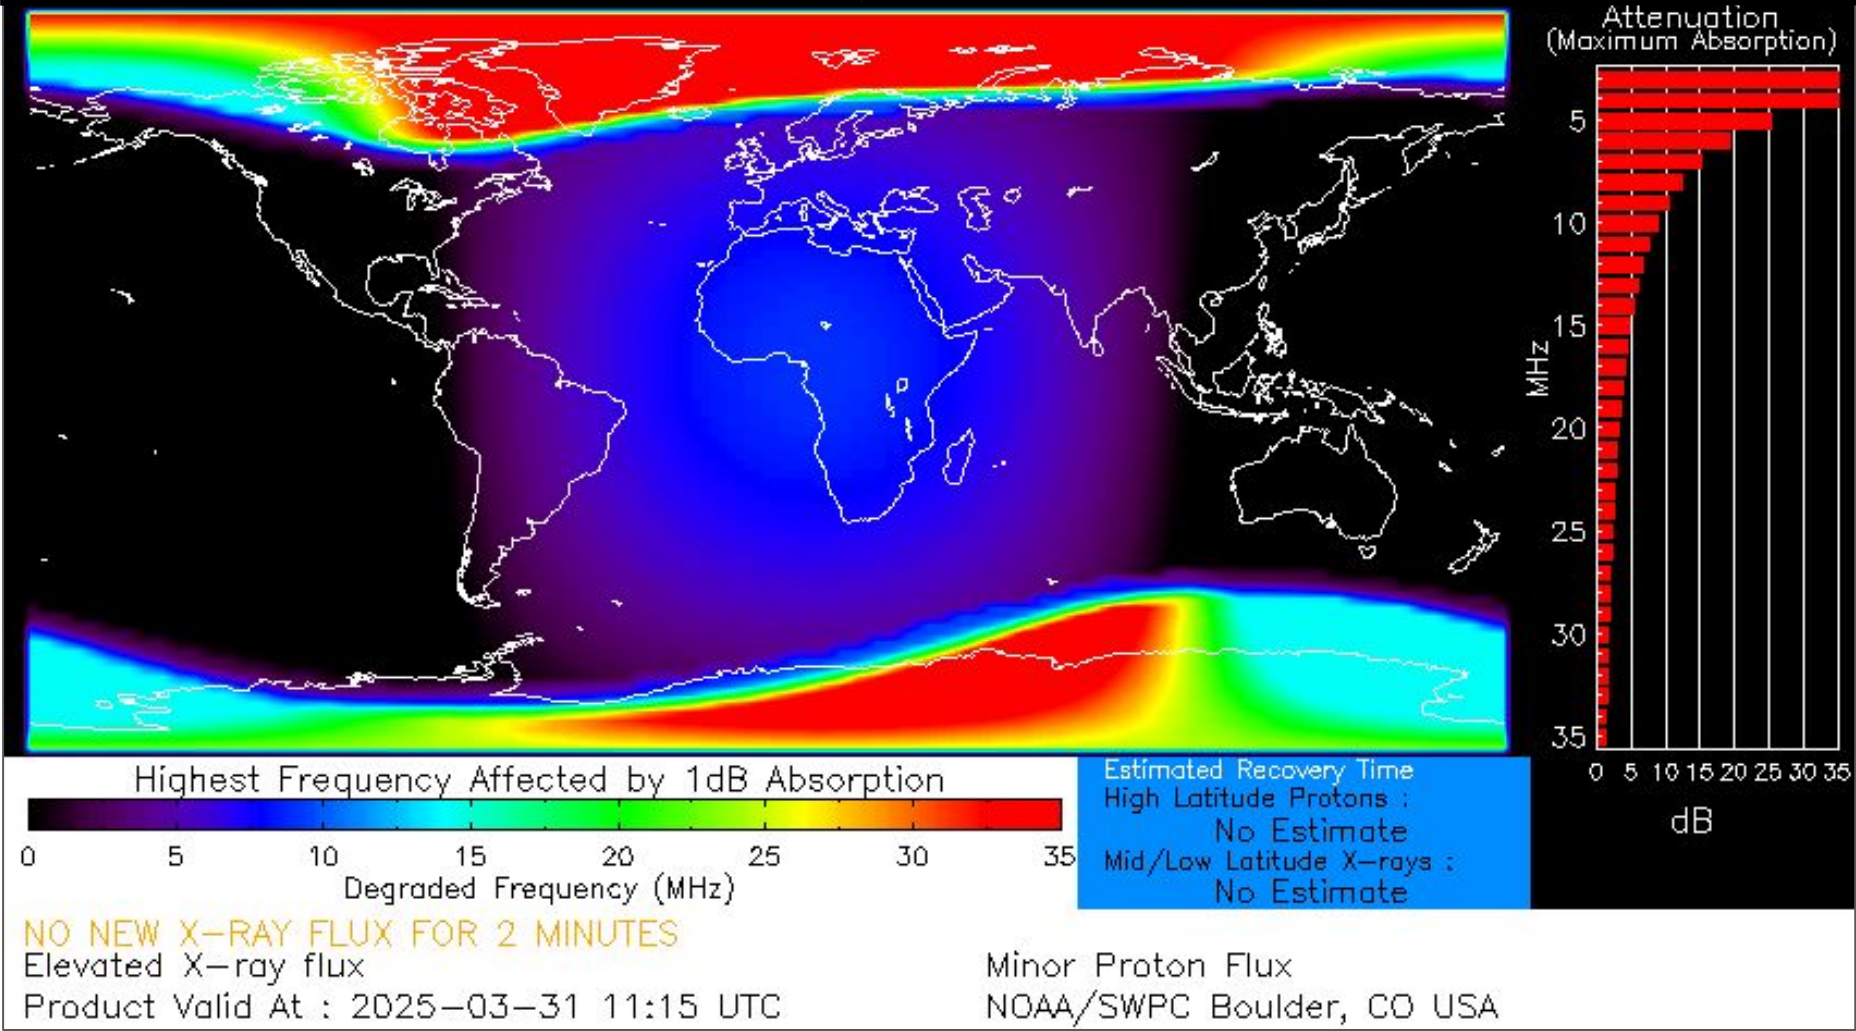 Attenuation
(Maximum Absorption)
5
10
15
20
25
30
35
MHz
0 5 10 15 20 25 30 35
dB
Highest Frequency Affected by 1dB Absorption
0 5 10 15 20 25 30 35
Degraded Frequency (MHz)
Estimated Recovery Time
High Latitude Protons :
No Estimate
Mid/Low Latitude X-rays :
No Estimate
NO NEW X-RAY FLUX FOR 2 MINUTES
Elevated X-ray flux
Minor Proton Flux
Product Valid At : 2025-03-31 11:15 UTC
NOAA/SWPC Boulder, CO USA